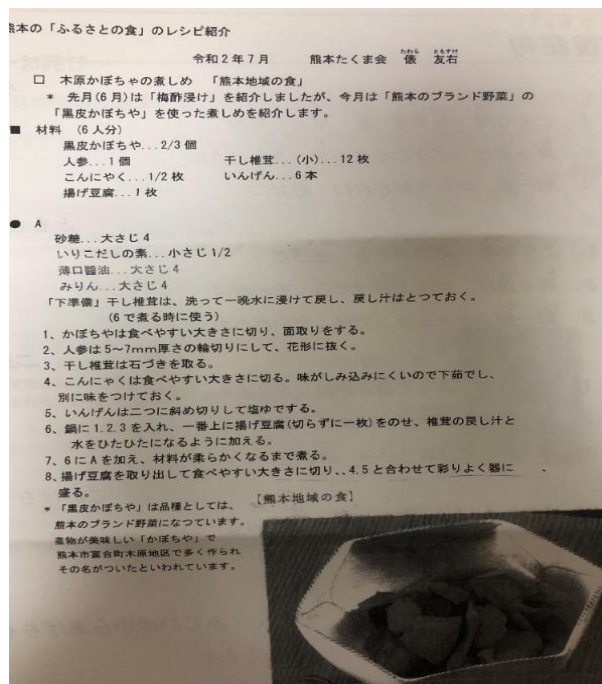 熊本の「ふるさとの食」のレシピ紹介
令和2年7月 熊本たくま会 俵 友右
たわら ともすけ
□ 木原かぼちゃの煮しめ 「熊本地域の食」
* 先月(6月)は「梅酢浸け」を紹介しましたが、今月は「熊本のブランド野菜」の
「黒皮かぼちや」を使った煮しめを紹介します。
■ 材料 (6人分)
黒皮かぼちや...2/3個
人参...1個 干し椎茸...(小)...12枚
こんにやく...1/2枚 いんげん...6本
揚げ豆腐...1枚
● A
砂糖...大さじ4
いりこだしの素...小さじ1/2
薄口醤油...大さじ4
みりん...大さじ4
「下準備」干し椎茸は、洗って一晩水に浸けて戻し、戻し汁はとつておく。
(6で煮る時に使う)
1、かぼちやは食べやすい大きさに切り、面取りをする。
2、人参は5~7mm厚さの輪切りにして、花形に抜く。
3、干し椎茸は石づきを取る。
4、こんにゃくは食べやすい大きさに切る。味がしみ込みにくいので下茹でし、
別に味をつけておく。
5、いんげんは二つに斜め切りして塩ゆでする。
6、鍋に1.2.3を入れ、一番上に揚げ豆腐(切らずに一枚)をのせ、椎茸の戻し汁と
水をひたひたになるように加える。
7、6にAを加え、材料が柔らかくなるまで煮る。
8、揚げ豆腐を取り出して食べやすい大きさに切り、.4.5と合わせて彩りよく器に
盛る。
【熊本地域の食】
* 「黒皮かぼちや」は品種としては、
熊本のブランド野菜になつています。
煮物が美味しい「かぼちや」で
熊本市富合町木原地区で多く作られ
その名がついたといわれています。